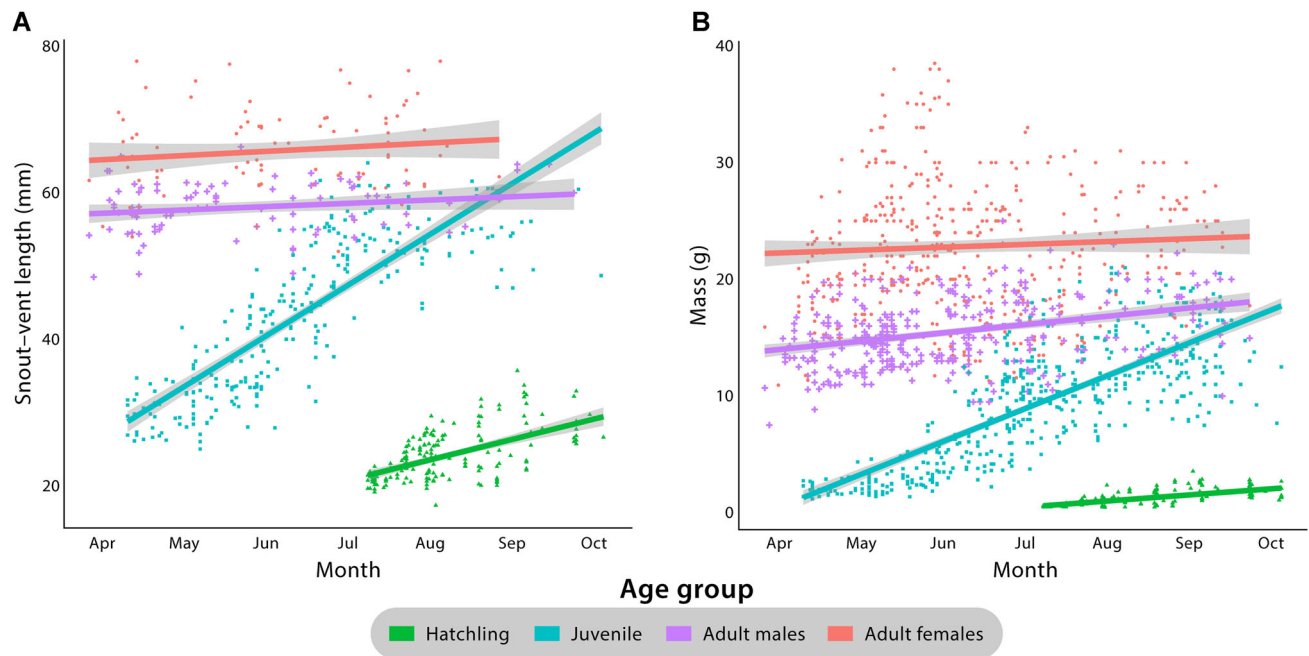 A
Snout–vent length (mm)
80
60
40
20
Apr May Jun Jul Aug Sep Oct
Month
B
Mass (g)
40
30
20
10
0
Apr May Jun Jul Aug Sep Oct
Month
Age group
Hatchling Juvenile Adult males Adult females